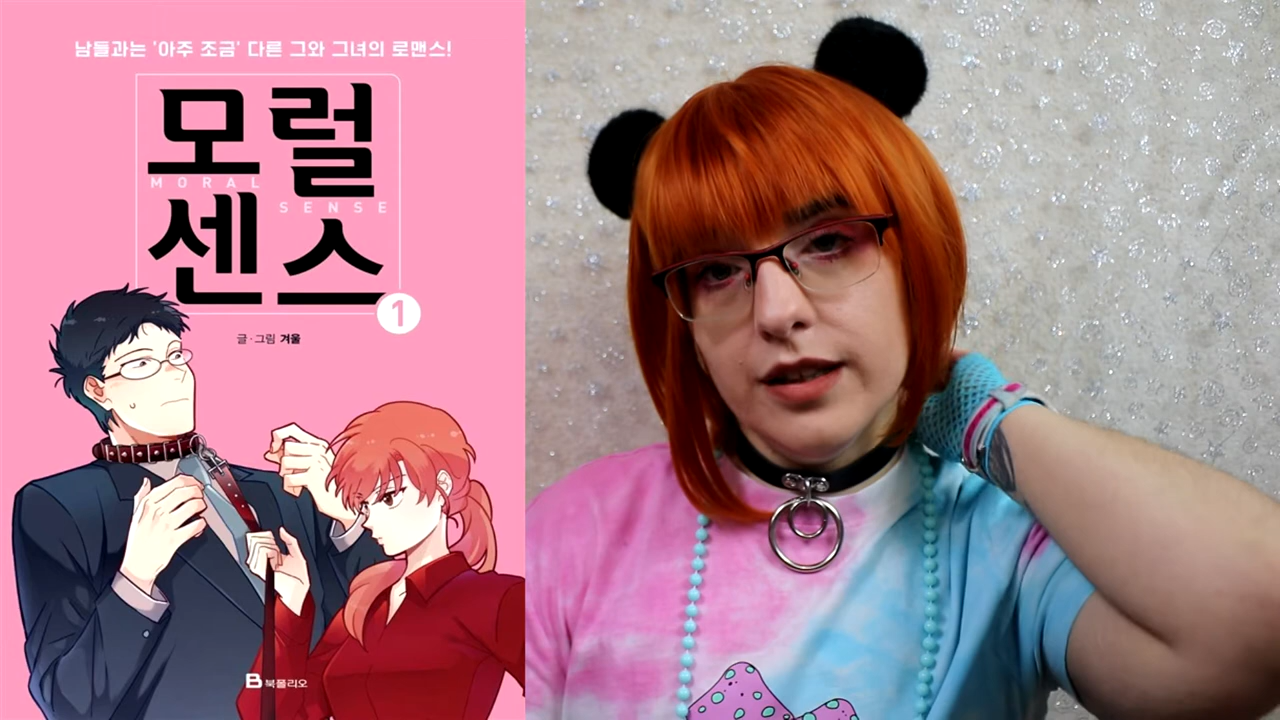 남들과는 '아주 조금' 다른 그와 그녀의 로맨스!
모럴
MORAL
SENSE
센스
1
글·그림 겨울
B 북폴리오